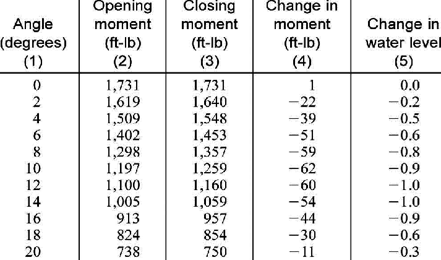 Angle (degrees) (1) Opening moment (ft-lb) (2) Closing moment (ft-lb) (3) Change in moment (ft-lb) (4) Change in water level (5)
0 1,731 1,731 1 0.0
2 1,619 1,640 −22 −0.2
4 1,509 1,548 −39 −0.5
6 1,402 1,453 −51 −0.6
8 1,298 1,357 −59 −0.8
10 1,197 1,259 −62 −0.9
12 1,100 1,160 −60 −1.0
14 1,005 1,059 −54 −1.0
16 913 957 −44 −0.9
18 824 854 −30 −0.6
20 738 750 −11 −0.3